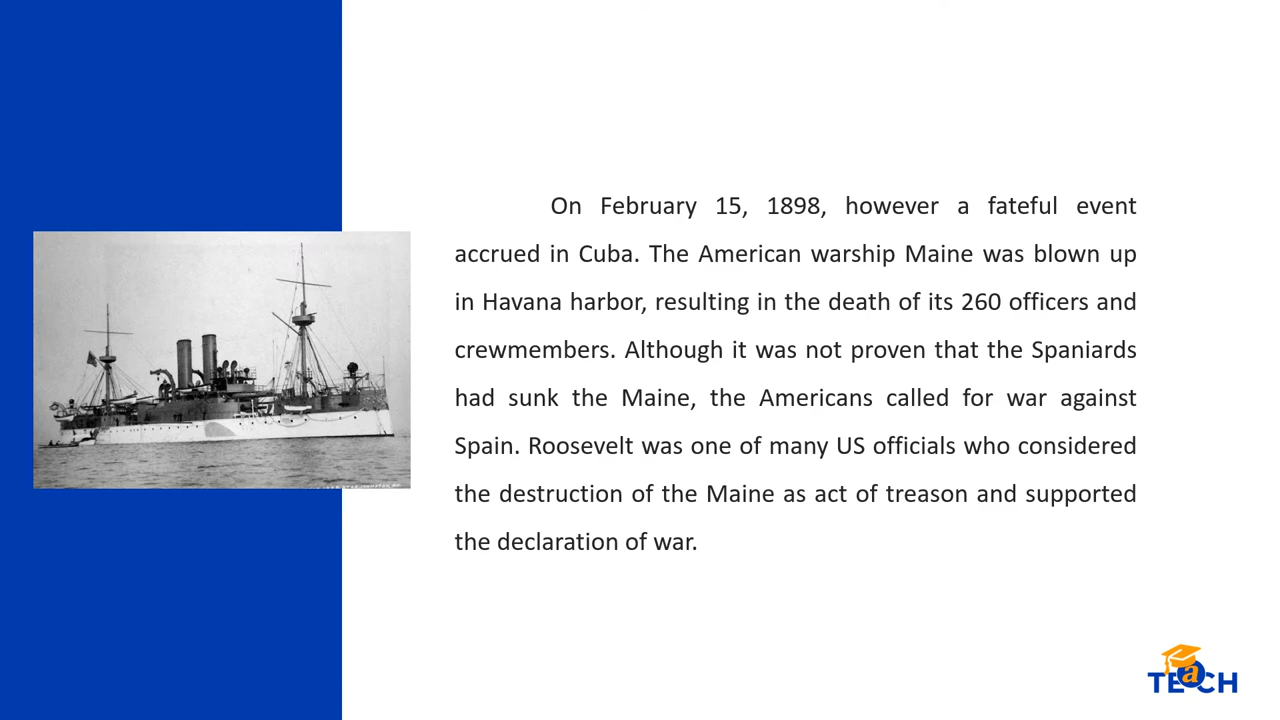 On February 15, 1898, however a fateful event
accrued in Cuba. The American warship Maine was blown up
in Havana harbor, resulting in the death of its 260 officers and
crewmembers. Although it was not proven that the Spaniards
had sunk the Maine, the Americans called for war against
Spain. Roosevelt was one of many US officials who considered
the destruction of the Maine as act of treason and supported
the declaration of war.
TEaCH